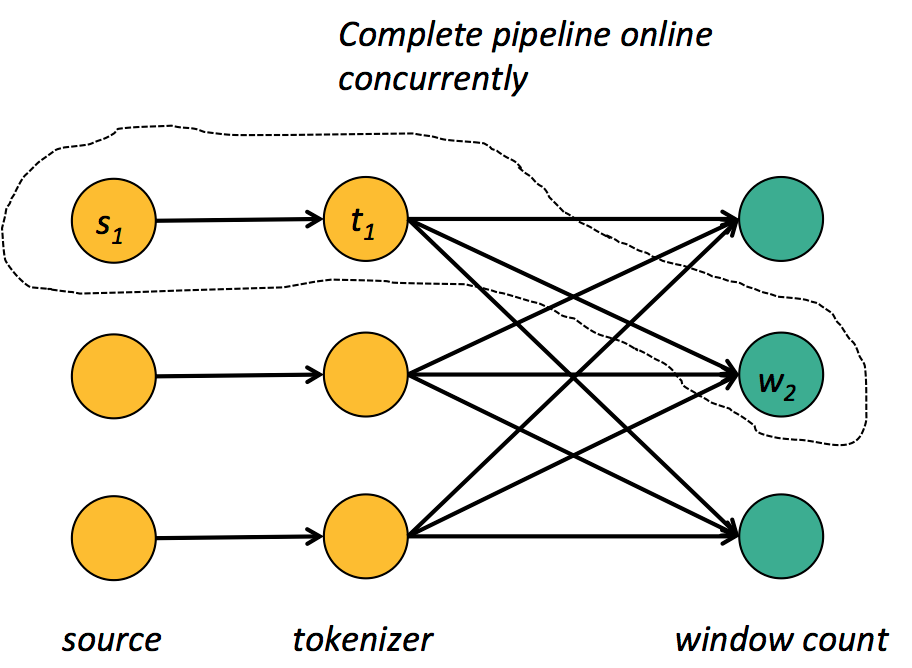 Complete pipeline online
concurrently
s1
t1
w2
source
tokenizer
window count